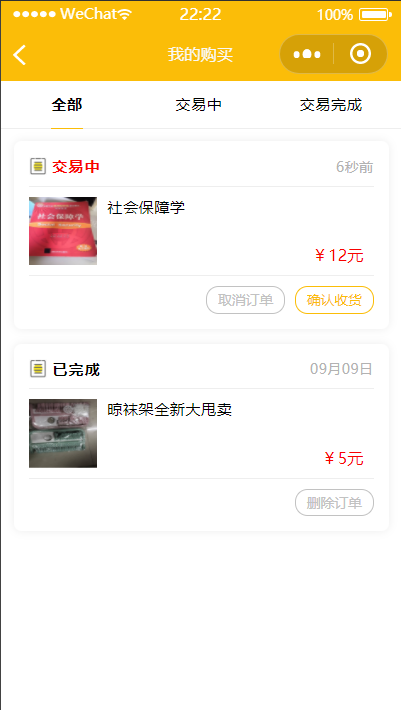 WeChat 22:22 100%
我的购买
全部 交易中 交易完成
交易中 6秒前
社会保障学
社会保障学
￥12元
取消订单 确认收货
已完成 09月09日
晾袜架全新大甩卖
￥5元
删除订单